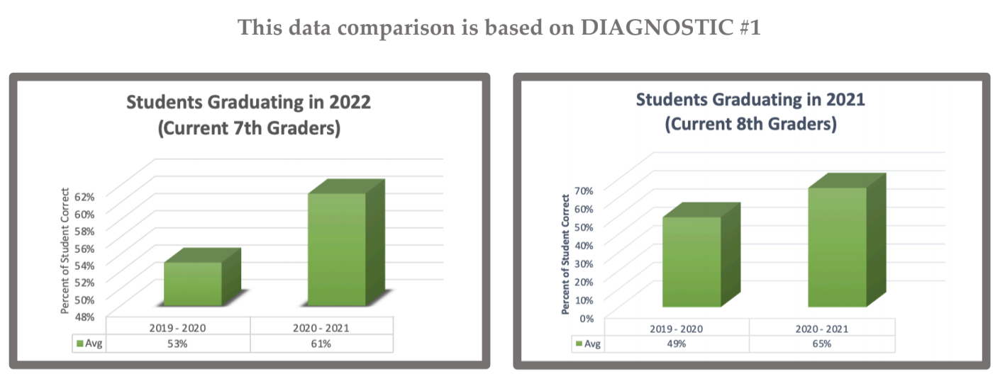 This data comparison is based on DIAGNOSTIC #1
Students Graduating in 2022
(Current 7th Graders)
Percent of Student Correct
62%
60%
58%
56%
54%
52%
50%
48%
2019 - 2020 2020 - 2021
Avg 53% 61%
Students Graduating in 2021
(Current 8th Graders)
Percent of Student Correct
70%
60%
50%
40%
30%
20%
10%
0%
2019 - 2020 2020 - 2021
Avg 49% 65%